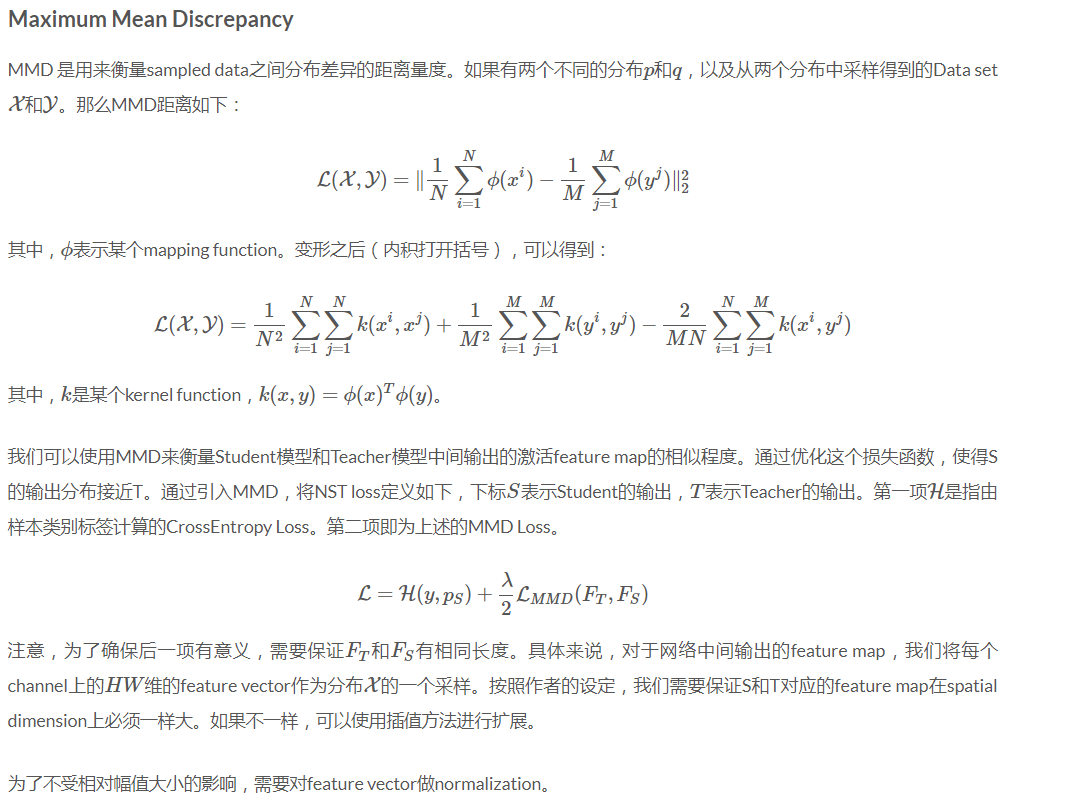 Maximum Mean Discrepancy
MMD 是用来衡量sampled data之间分布差异的距离量度。如果有两个不同的分布p和q，以及从两个分布中采样得到的Data set
𝒳和𝒴。那么MMD距离如下：
ℒ(𝒳, 𝒴) = ‖ \frac{1}{N} \sum_{i=1}^{N} ϕ(x^i) − \frac{1}{M} \sum_{j=1}^{M} ϕ(y^j) ‖_2^2
其中，ϕ表示某个mapping function。变形之后（内积打开括号），可以得到：
ℒ(𝒳, 𝒴) = \frac{1}{N^2} \sum_{i=1}^{N} \sum_{j=1}^{N} k(x^i, x^j) + \frac{1}{M^2} \sum_{i=1}^{M} \sum_{j=1}^{M} k(y^i, y^j) − \frac{2}{MN} \sum_{i=1}^{N} \sum_{j=1}^{M} k(x^i, y^j)
其中，k是某个kernel function，k(x, y) = ϕ(x)^T ϕ(y)。
我们可以使用MMD来衡量Student模型和Teacher模型中间输出的激活feature map的相似程度。通过优化这个损失函数，使得S
的输出分布接近T。通过引入MMD，将NST loss定义如下，下标S表示Student的输出，T表示Teacher的输出。第一项ℋ是指由
样本类别标签计算的CrossEntropy Loss。第二项即为上述的MMD Loss。
ℒ = ℋ(y, p_S) + \frac{λ}{2} ℒ_{MMD}(F_T, F_S)
注意，为了确保后一项有意义，需要保证F_T和F_S有相同长度。具体来说，对于网络中间输出的feature map，我们将每个
channel上的HW维的feature vector作为分布𝒳的一个采样。按照作者的设定，我们需要保证S和T对应的feature map在spatial
dimension上必须一样大。如果不一样，可以使用插值方法进行扩展。
为了不受相对幅值大小的影响，需要对feature vector做normalization。